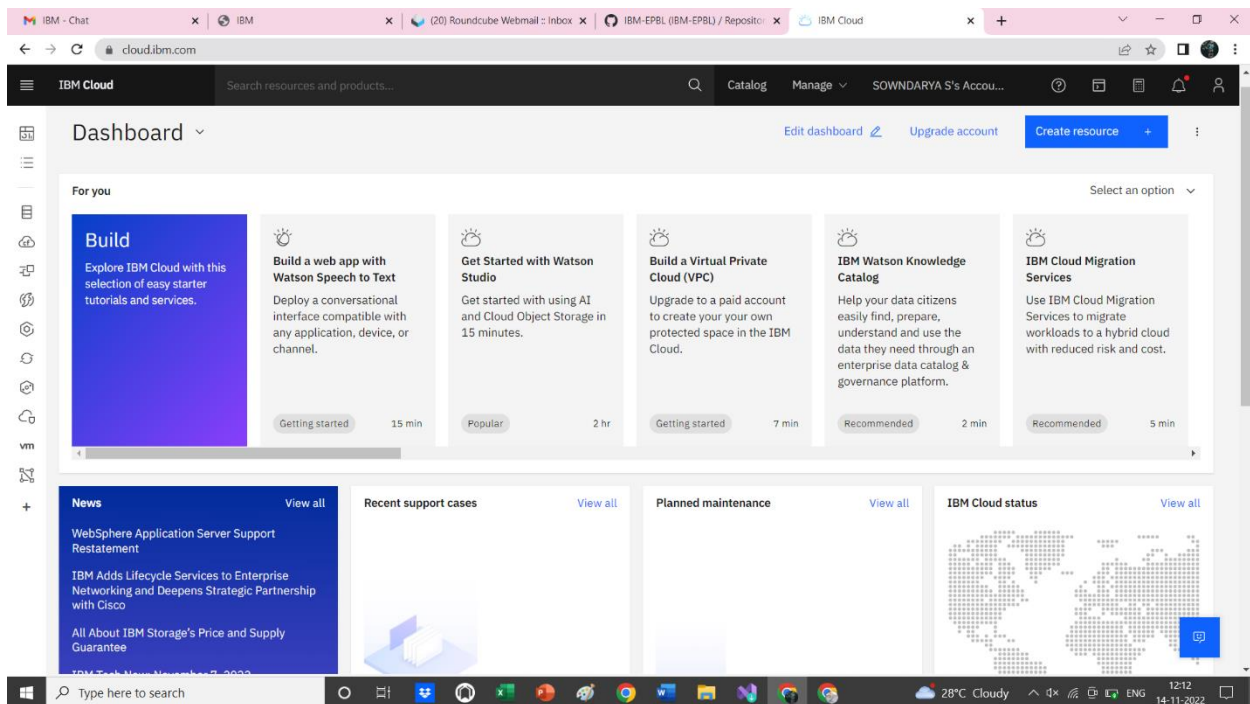 IBM - Chat
IBM
(20) Roundcube Webmail :: Inbox
IBM-EPBL (IBM-EPBL) / Repositor
IBM Cloud
cloud.ibm.com
IBM Cloud
Search resources and products...
Catalog
Manage
SOWNDARYA S's Accou...
Dashboard
Edit dashboard
Upgrade account
Create resource +
For you
Select an option
Build
Explore IBM Cloud with this
selection of easy starter
tutorials and services.
Build a web app with
Watson Speech to Text
Deploy a conversational
interface compatible with
any application, device, or
channel.
Getting started
15 min
Get Started with Watson
Studio
Get started with using AI
and Cloud Object Storage in
15 minutes.
Popular
2 hr
Build a Virtual Private
Cloud (VPC)
Upgrade to a paid account
to create your your own
protected space in the IBM
Cloud.
Getting started
7 min
IBM Watson Knowledge
Catalog
Help your data citizens
easily find, prepare,
understand and use the
data they need through an
enterprise data catalog &
governance platform.
Recommended
2 min
IBM Cloud Migration
Services
Use IBM Cloud Migration
Services to migrate
workloads to a hybrid cloud
with reduced risk and cost.
Recommended
5 min
vm
News
View all
WebSphere Application Server Support
Restatement
IBM Adds Lifecycle Services to Enterprise
Networking and Deepens Strategic Partnership
with Cisco
All About IBM Storage's Price and Supply
Guarantee
IBM Tech Now: November 7, 2022
Recent support cases
View all
Planned maintenance
View all
IBM Cloud status
View all
Type here to search
28°C Cloudy
ENG
12:12
14-11-2022